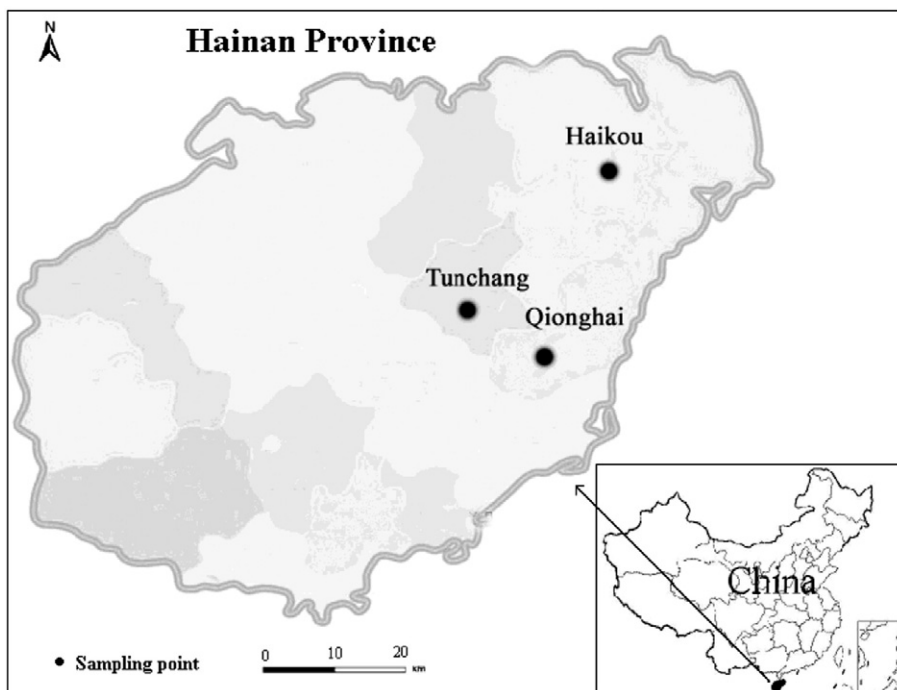 N
Hainan Province
Haikou
Tunchang
Qionghai
China
Sampling point
0 10 20
km